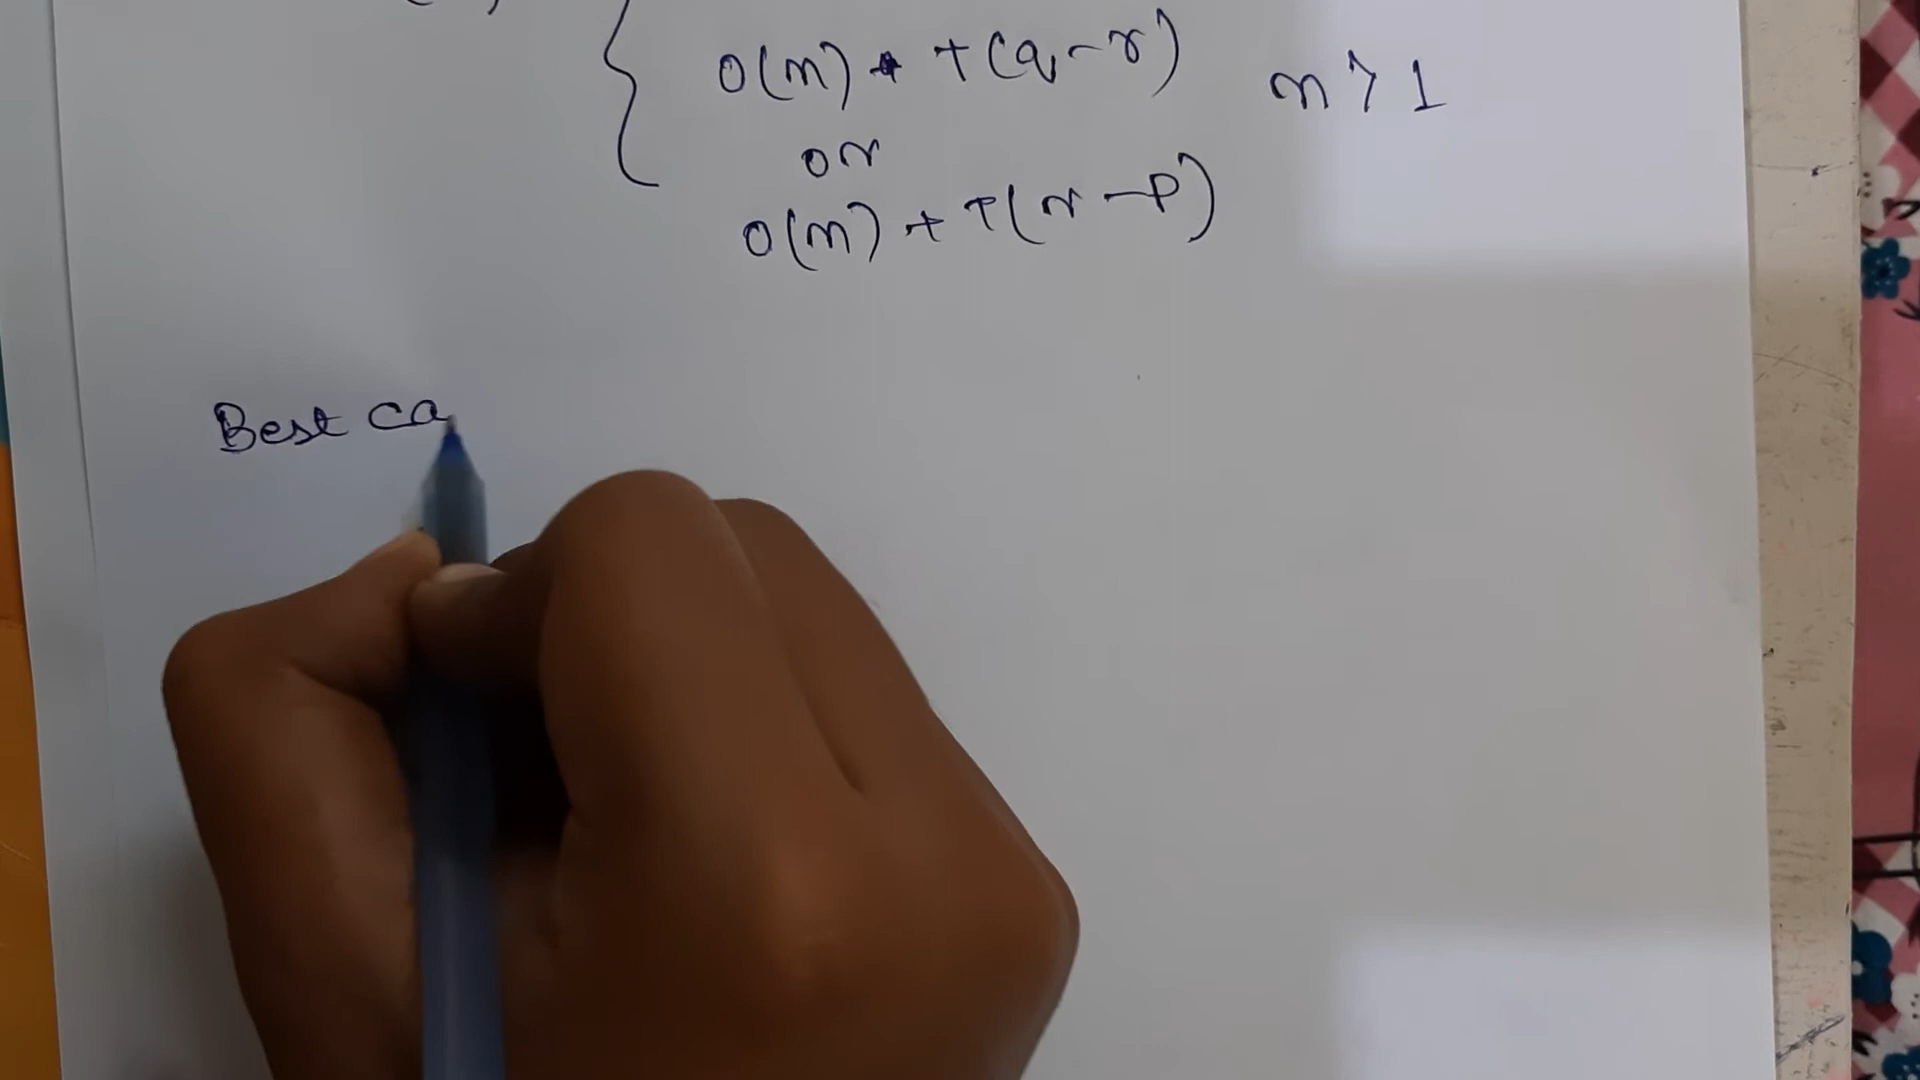 O(n) + T(q-r)
n > 1
or
O(n) + T(r-P)
Best ca